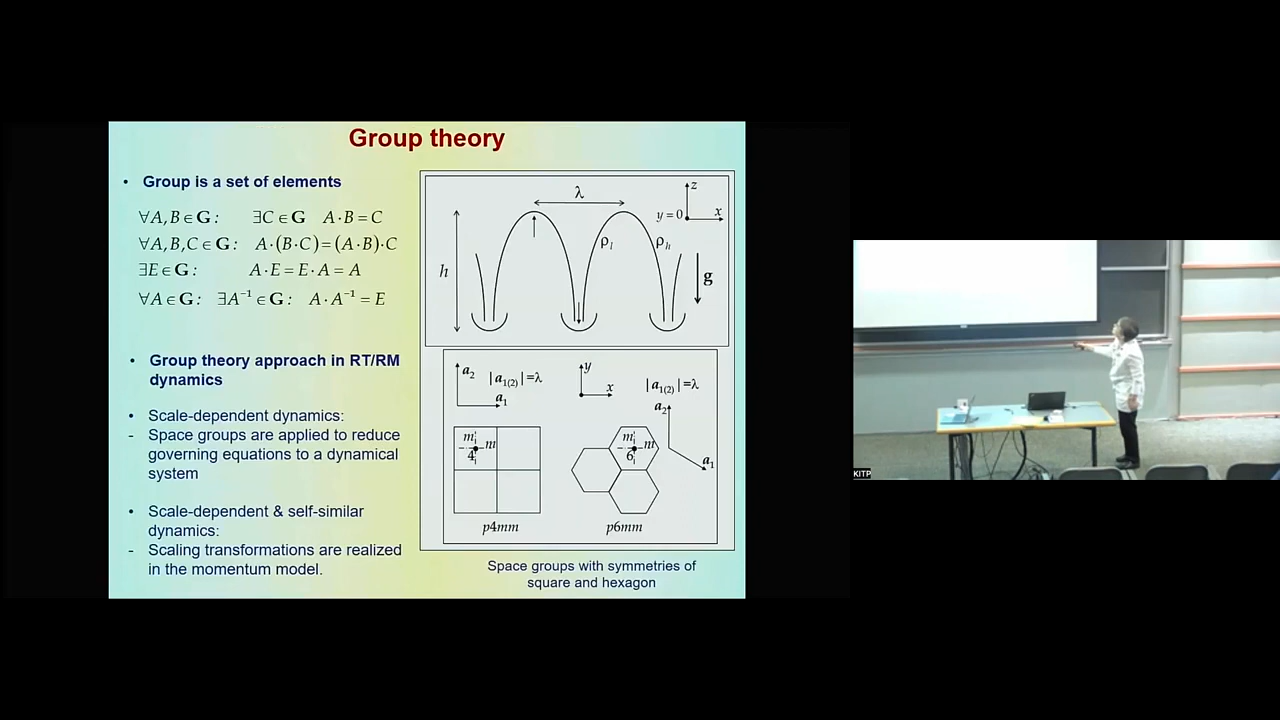 Group theory
• Group is a set of elements
∀A,B∈G: ∃C∈G A·B=C
∀A,B,C∈G: A·(B·C)=(A·B)·C
∃E∈G: A·E=E·A=A
∀A∈G: ∃A⁻¹∈G: A·A⁻¹=E
• Group theory approach in RT/RM
dynamics
• Scale-dependent dynamics:
- Space groups are applied to reduce
governing equations to a dynamical
system
• Scale-dependent & self-similar
dynamics:
- Scaling transformations are realized
in the momentum model.
λ
z
y=0
x
ρl
ρh
h
g
a2
|a1(2)|=λ
a1
y
x
|a1(2)|=λ
a2
a1
m
m
4
m
m
6
p4mm
p6mm
Space groups with symmetries of
square and hexagon
KITP